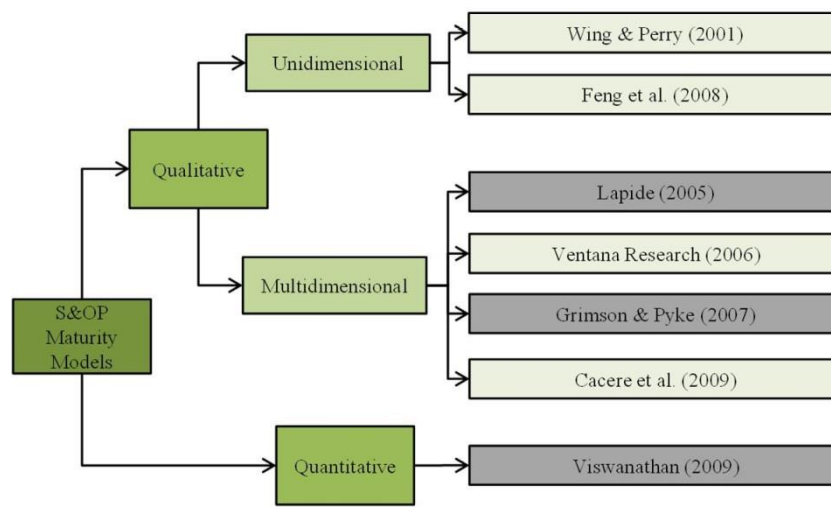 Wing & Perry (2001)
Unidimensional
Feng et al. (2008)
Qualitative
Lapide (2005)
Ventana Research (2006)
Multidimensional
Grimson & Pyke (2007)
S&OP
Maturity
Models
Cacere et al. (2009)
Quantitative
Viswanathan (2009)